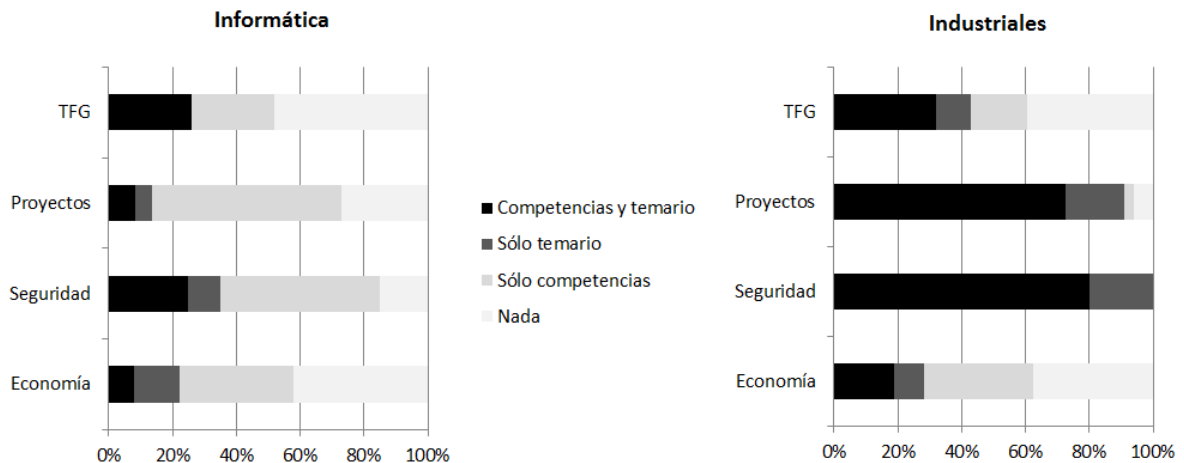 Informática
TFG
Proyectos
Seguridad
Economía
0% 20% 40% 60% 80% 100%
Competencias y temario
Sólo temario
Sólo competencias
Nada
Industriales
TFG
Proyectos
Seguridad
Economía
0% 20% 40% 60% 80% 100%